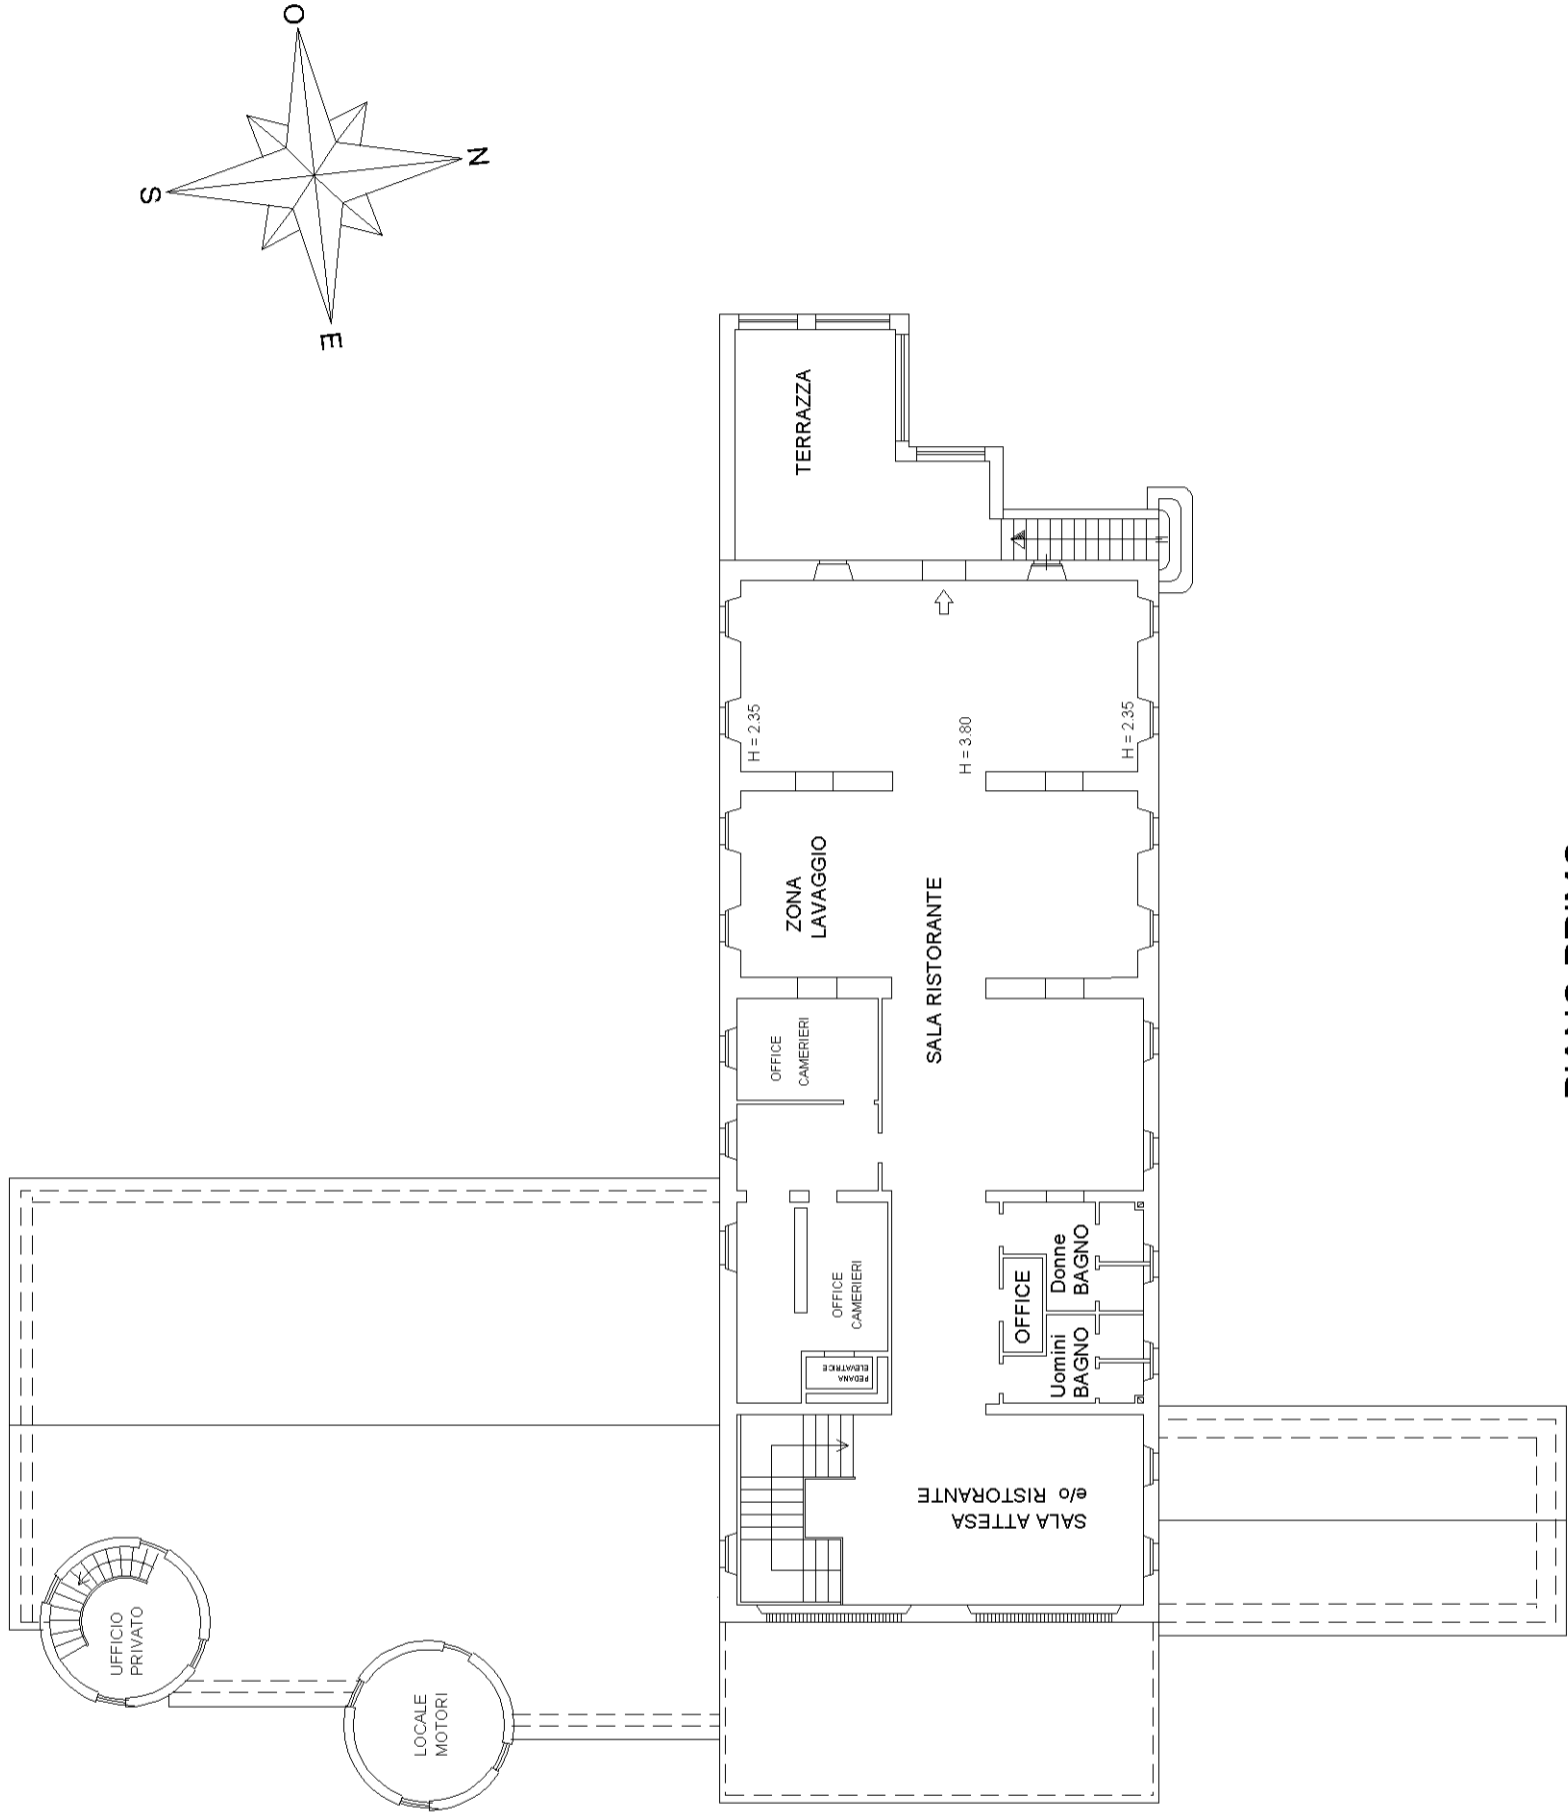 O
N
S
E
TERRAZZA
H = 2.35
H = 3.80
H = 2.35
ZONA
LAVAGGIO
SALA RISTORANTE
OFFICE
CAMERIERI
OFFICE
CAMERIERI
PEDANA
ELEVATRICE
OFFICE
Donne
BAGNO
Uomini
BAGNO
SALA ATTESA
e/o RISTORANTE
UFFICIO
PRIVATO
LOCALE
MOTORI